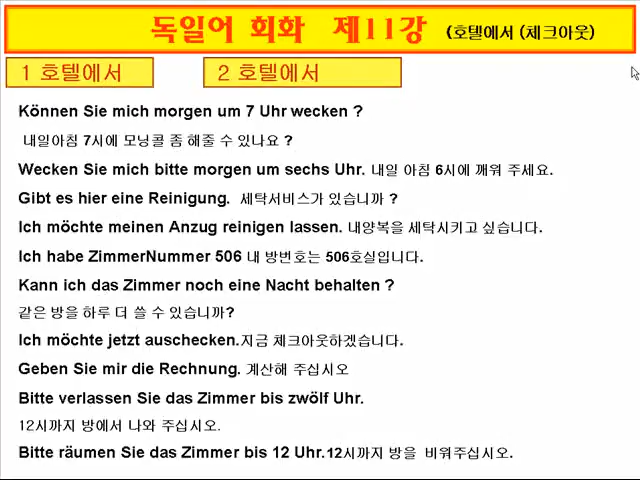 독일어 회화 제11강 (호텔에서 (체크아웃)
1 호텔에서 2 호텔에서
Können Sie mich morgen um 7 Uhr wecken ?
내일아침 7시에 모닝콜 좀 해줄 수 있나요 ?
Wecken Sie mich bitte morgen um sechs Uhr. 내일 아침 6시에 깨워 주세요.
Gibt es hier eine Reinigung. 세탁서비스가 있습니까 ?
Ich möchte meinen Anzug reinigen lassen. 내양복을 세탁시키고 싶습니다.
Ich habe ZimmerNummer 506 내 방번호는 506호실입니다.
Kann ich das Zimmer noch eine Nacht behalten ?
같은 방을 하루 더 쓸 수 있습니까?
Ich möchte jetzt auschecken.지금 체크아웃하겠습니다.
Geben Sie mir die Rechnung. 계산해 주십시오
Bitte verlassen Sie das Zimmer bis zwölf Uhr.
12시까지 방에서 나와 주십시오.
Bitte räumen Sie das Zimmer bis 12 Uhr.12시까지 방을 비워주십시오.